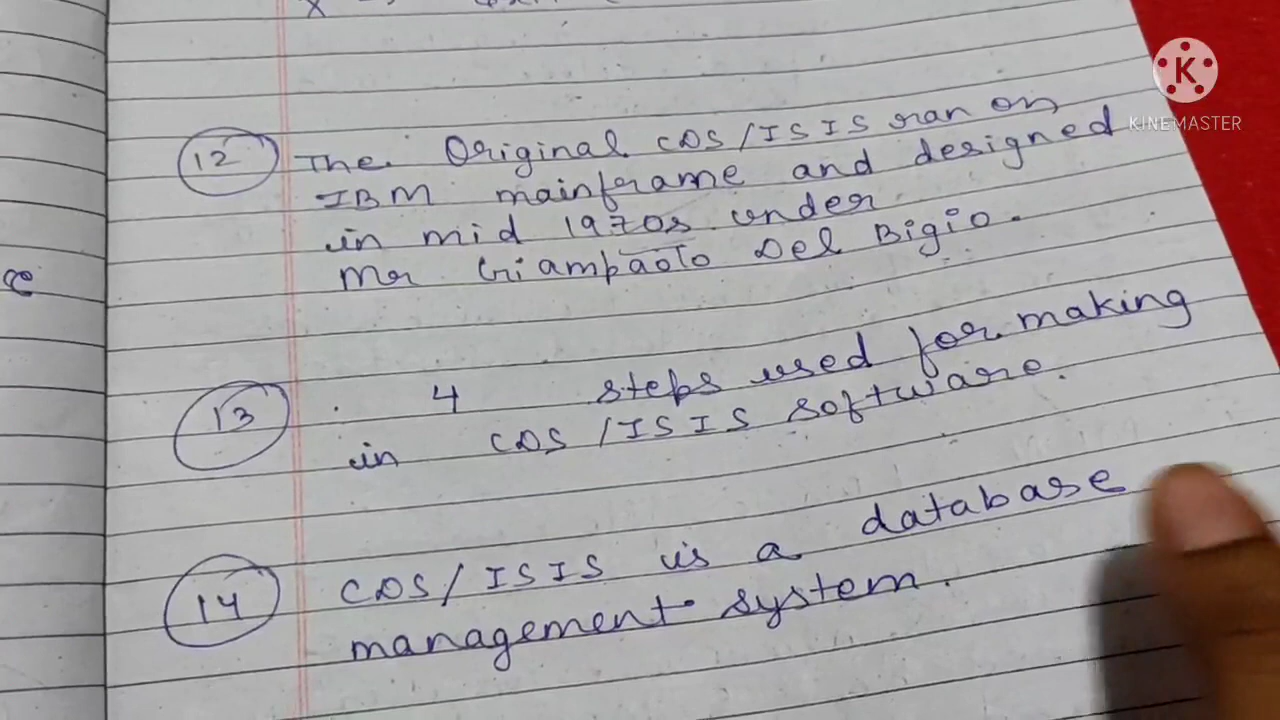 12 The. Original CDS/ISIS ran on
IBM mainframe and designed
in mid 1970s under
Mr Giampaolo Del Bigio.
13 4 steps used for making
in CDS/ISIS software.
14 CDS/ISIS is a database
management system.
K
KINEMASTER